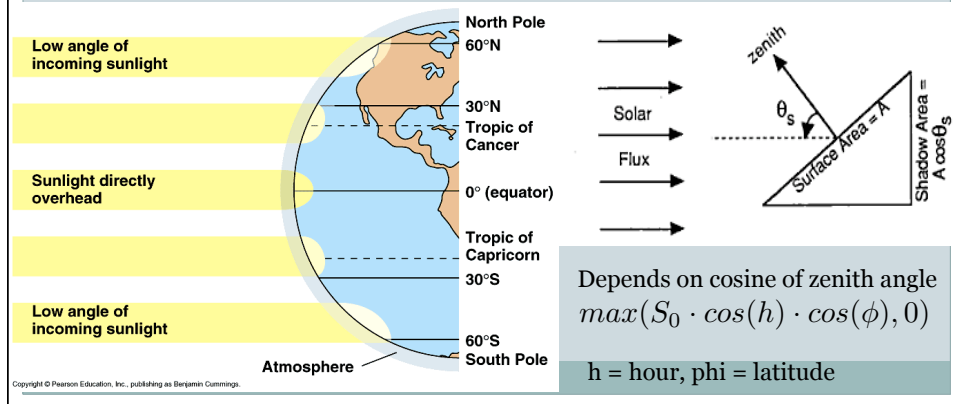 Low angle of
incoming sunlight
Sunlight directly
overhead
Low angle of
incoming sunlight
North Pole
60°N
30°N
Tropic of
Cancer
0° (equator)
Tropic of
Capricorn
30°S
60°S
South Pole
Atmosphere
Copyright © Pearson Education, Inc., publishing as Benjamin Cummings.
Solar
Flux
zenith
θs
Surface Area = A
Shadow Area =
A cosθs
Depends on cosine of zenith angle
max(S₀ · cos(h) · cos(ϕ), 0)
h = hour, phi = latitude